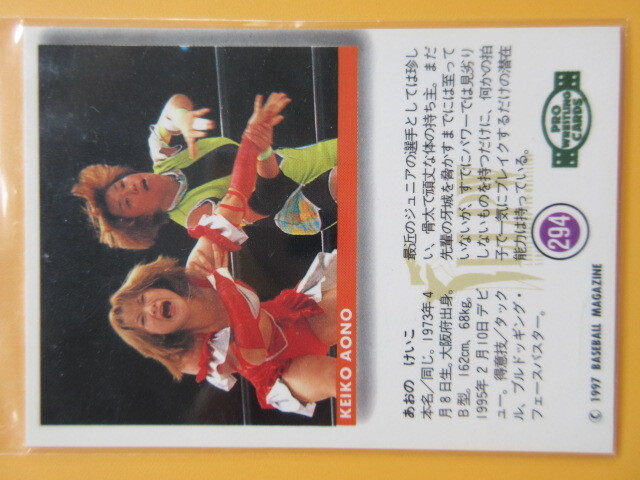 KEIKO AONO
あおの けいこ
本名／同じ。1973年4
月8日生。大阪府出身。
B型。162cm、68kg。
1995年2月10日デビ
ュー。得意技／タック
ル、ブルドッギング・
フェースバスター。
最近のジュニアの選手としては珍し
い、骨太で頑丈な体の持ち主。まだ
先輩の牙城を脅かすまでには至って
いないが、すでにパワーでは見劣り
しないものを持つだけに、何かの拍
子で一気にブレイクするだけの潜在
能力は持っている。
PRO
WRESTLING
CARDS
294
© 1997 BASEBALL MAGAZINE